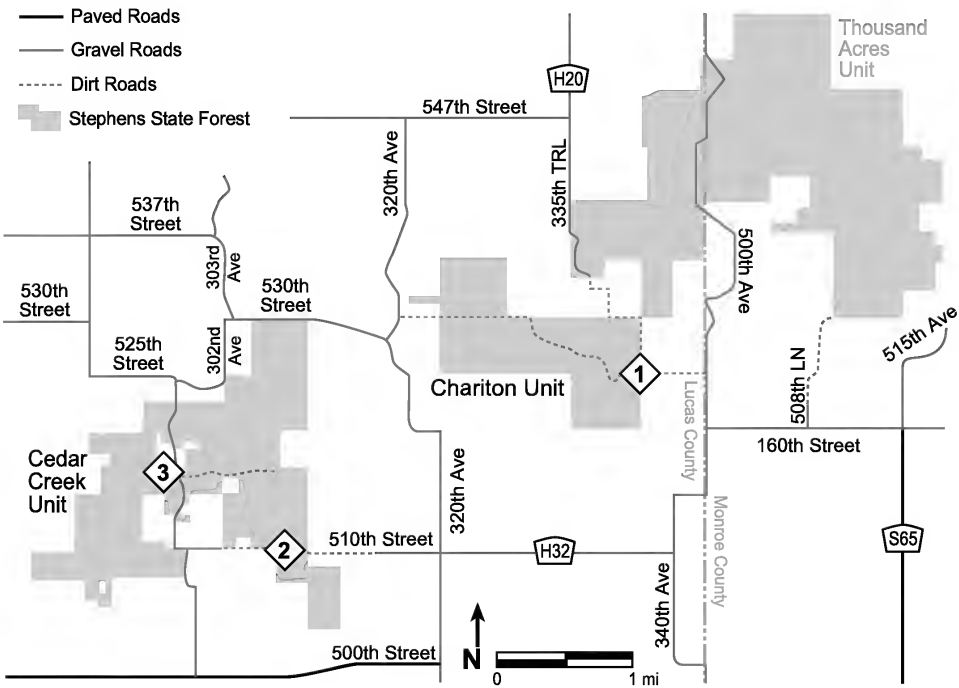 Paved Roads
Gravel Roads
Dirt Roads
Stephens State Forest
Thousand
Acres
Unit
H20
547th Street
320th Ave
335th TRL
537th
Street
303rd
Ave
500th Ave
530th
Street
530th
Street
525th
Street
302nd
Ave
515th Ave
508th LN
1
Chariton Unit
Lucas County
160th Street
Cedar
Creek
Unit
3
320th Ave
Monroe County
2
510th Street
H32
S65
340th Ave
500th Street
N
0
1 mi